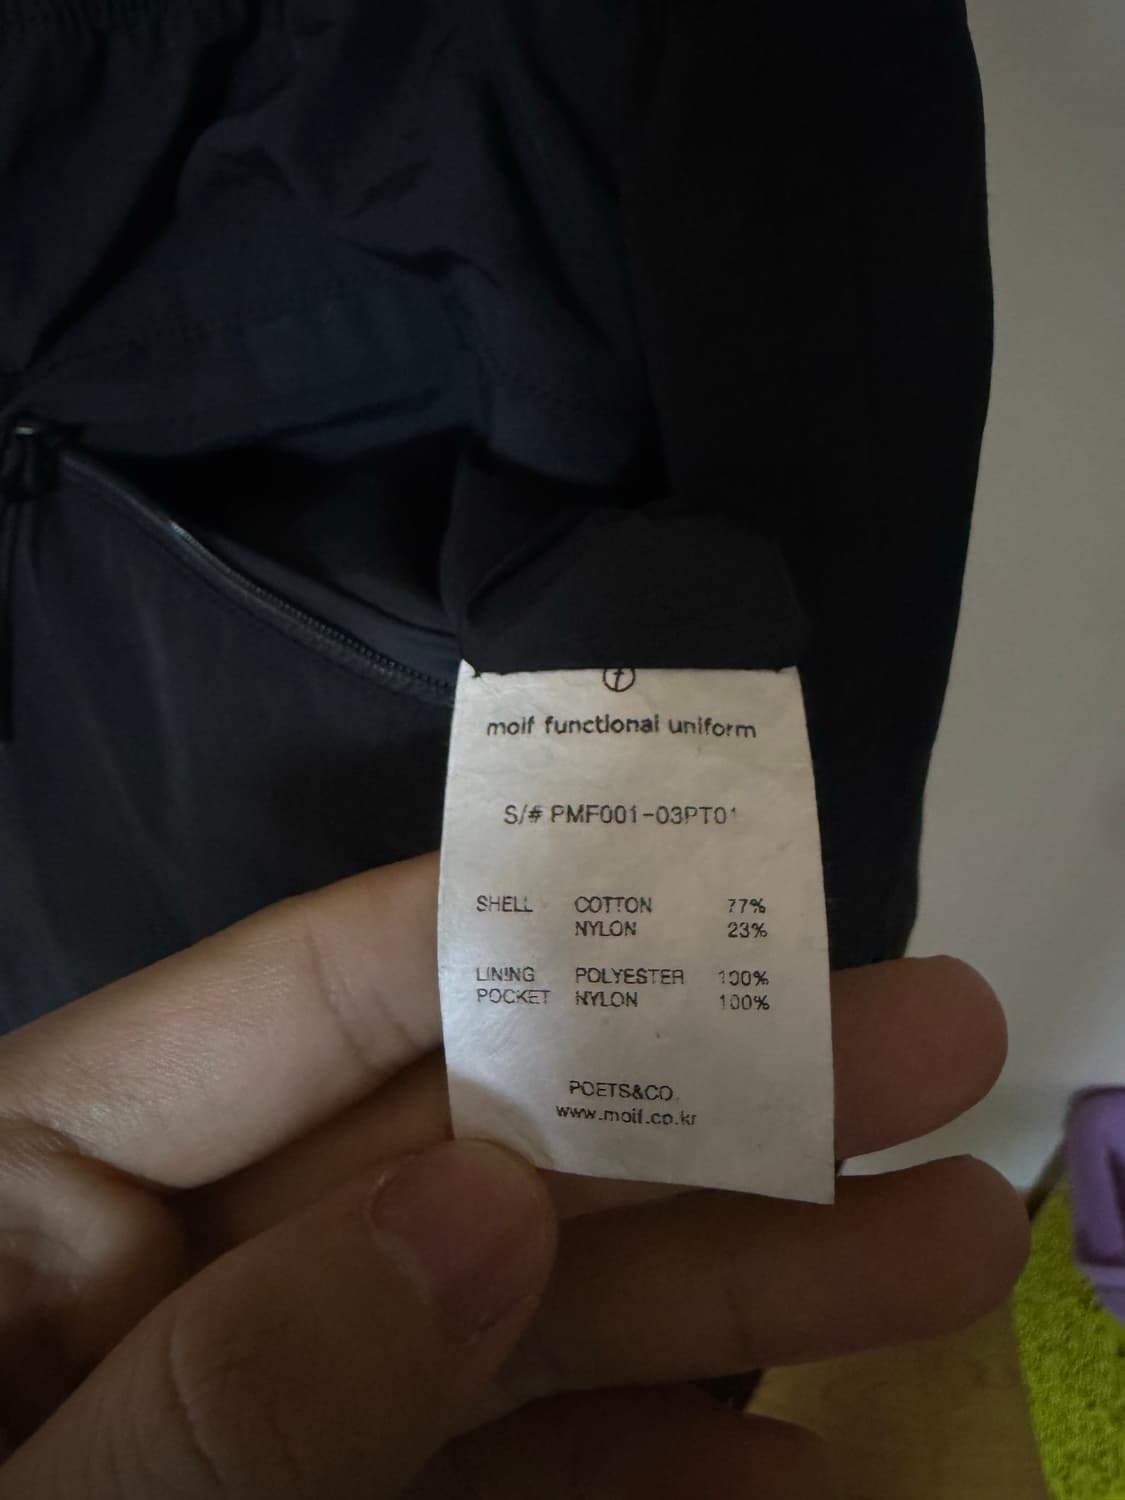 moif functional uniform
S/# PMF001-03PT01
SHELL COTTON 77%
NYLON 23%
LINING POLYESTER 100%
POCKET NYLON 100%
POETS&CO.
www.moif.co.kr